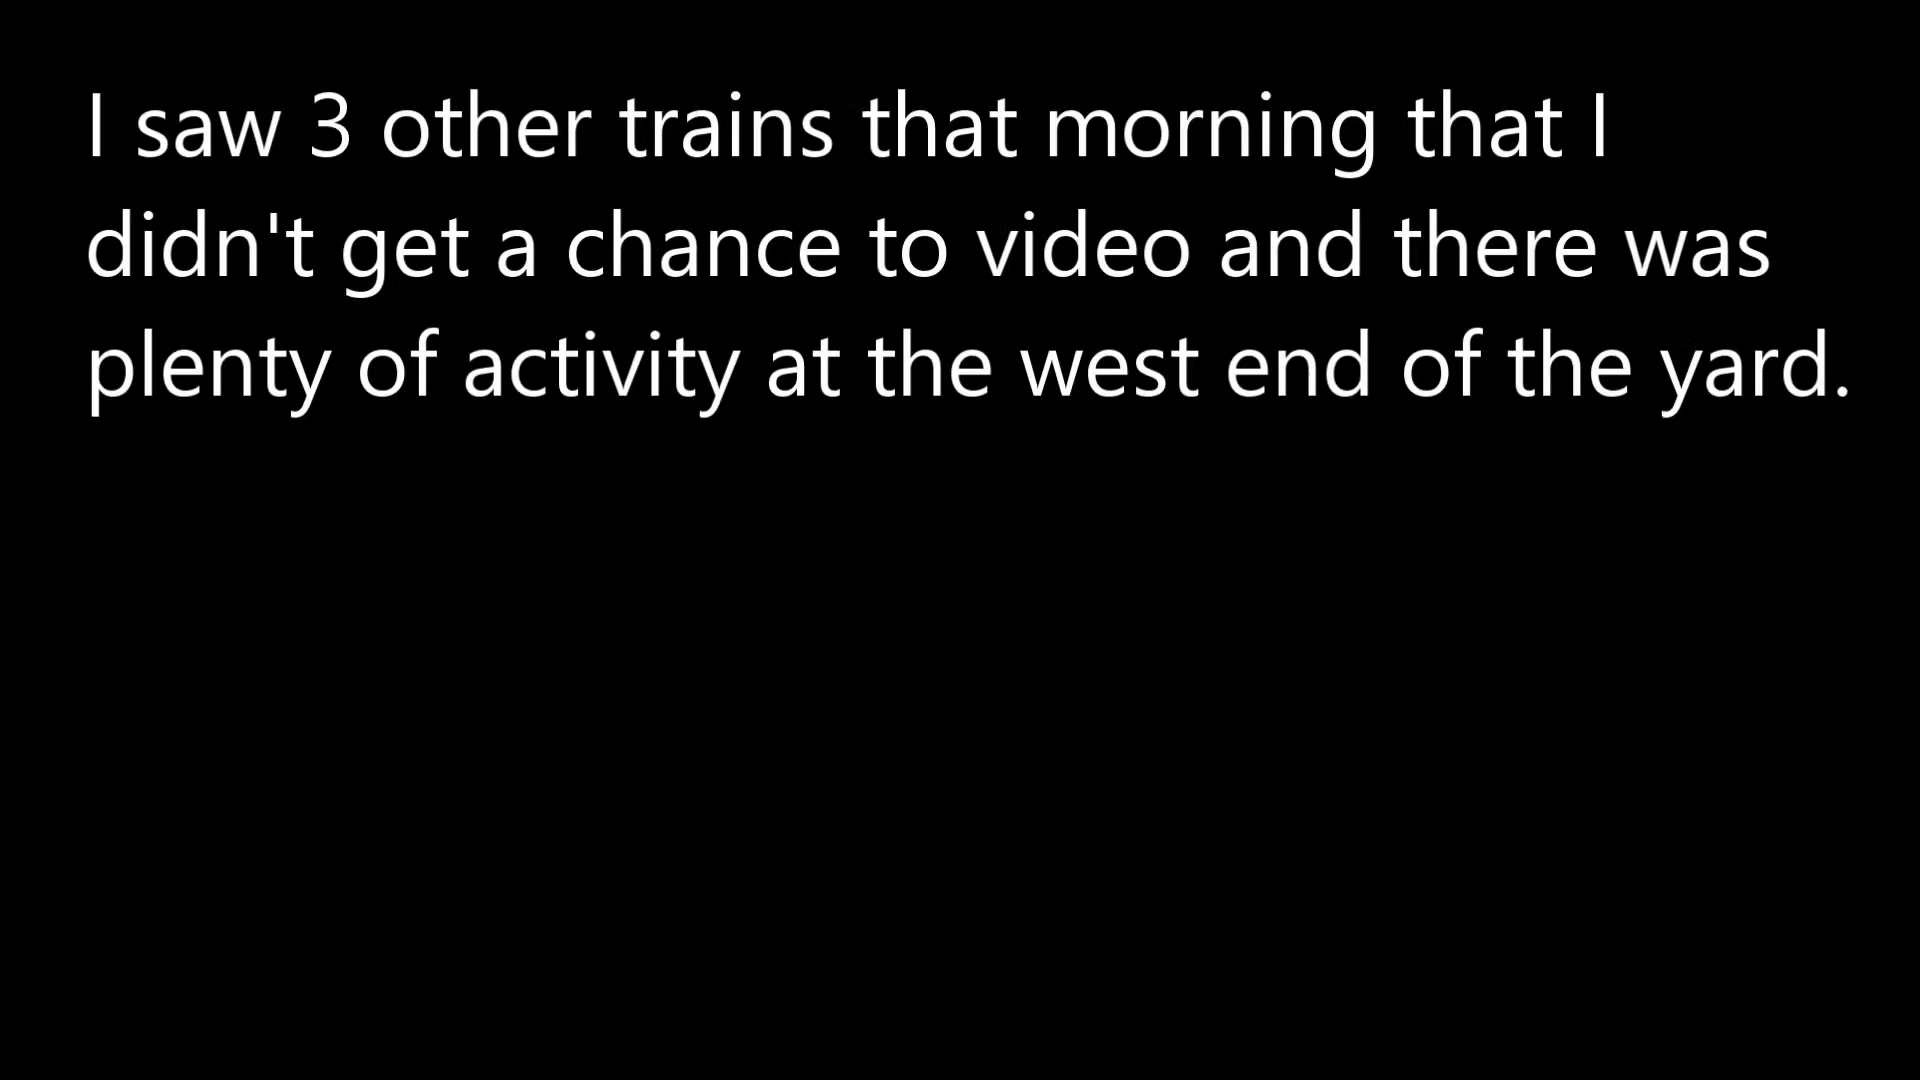 I saw 3 other trains that morning that I
didn't get a chance to video and there was
plenty of activity at the west end of the yard.